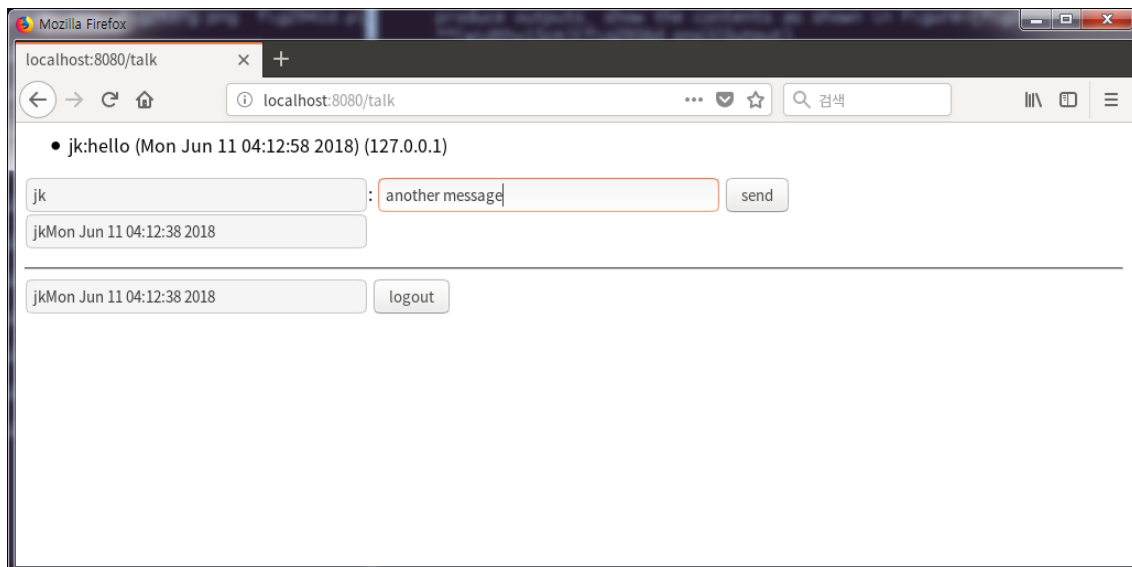 Mozilla Firefox
localhost:8080/talk
localhost:8080/talk
검색
jk:hello (Mon Jun 11 04:12:58 2018) (127.0.0.1)
jk : another message send
jkMon Jun 11 04:12:38 2018
jkMon Jun 11 04:12:38 2018 logout